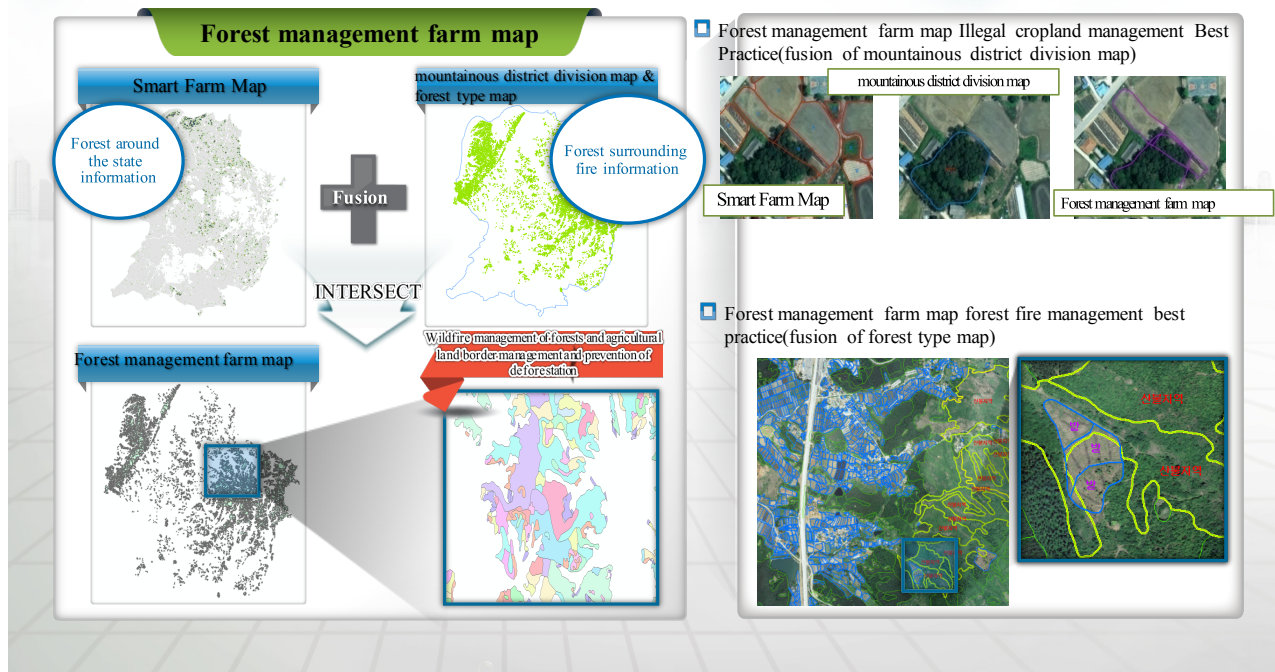 Forest management farm map
Smart Farm Map
mountainous district division map &
forest type map
Forest around
the state
information
Forest surrounding
fire information
Fusion
INTERSECT
Forest management farm map
Wildfire management of forests and agricultural
land border management and prevention of
deforestation
Forest management farm map Illegal cropland management Best
Practice(fusion of mountainous district division map)
mountainous district division map
Smart Farm Map
Forest management farm map
Forest management farm map forest fire management best
practice(fusion of forest type map)
밭
밭
밭